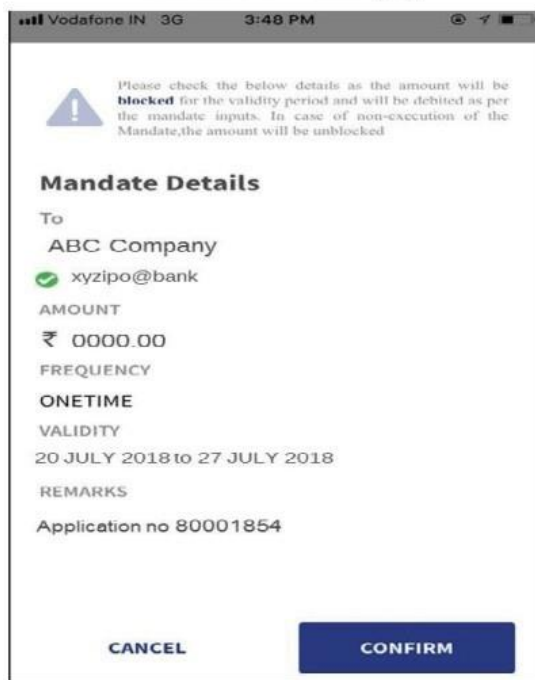 Vodafone IN 3G 3:48 PM
Please check the below details as the amount will be
blocked for the validity period and will be debited as per
the mandate inputs. In case of non-execution of the
Mandate,the amount will be unblocked
Mandate Details
To
ABC Company
xyzipo@bank
AMOUNT
₹ 0000.00
FREQUENCY
ONETIME
VALIDITY
20 JULY 2018 to 27 JULY 2018
REMARKS
Application no 80001854
CANCEL CONFIRM